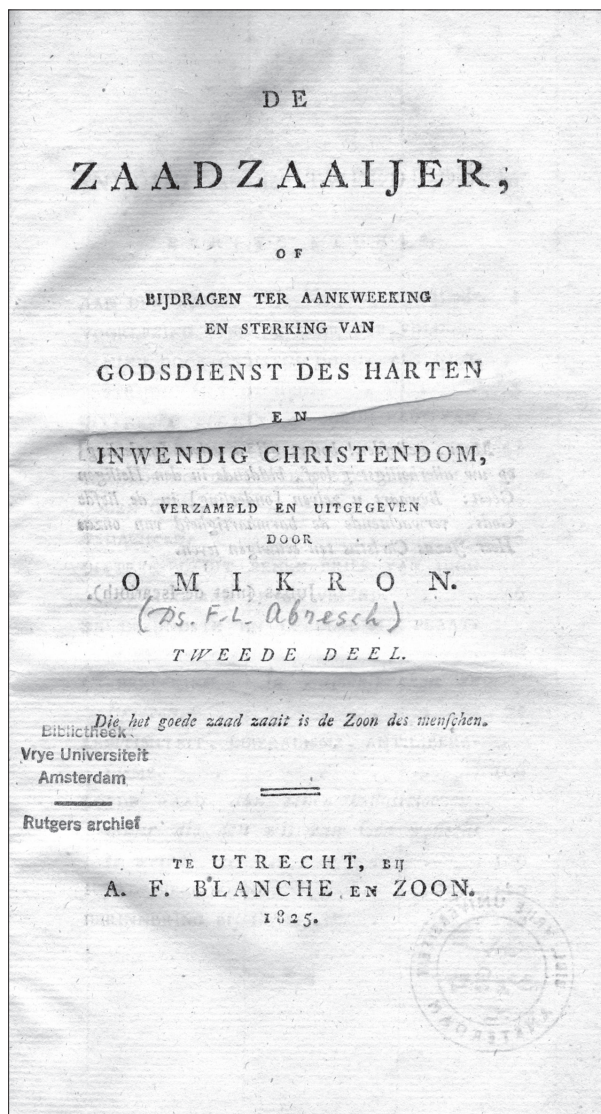 DE
ZAADZAAIJER,
OF
BIJDRAGEN TER AANKWEEKING
EN STERKING VAN
GODSDIENST DES HARTEN
EN
INWENDIG CHRISTENDOM,
VERZAMELD EN UITGEGEVEN
DOOR
OMIKRON.
(Ds. F.L. Abresch)
TWEEDE DEEL.
Die het goede zaad zaait is de Zoon des menschen.
Bibliotheek
Vrye Universiteit
Amsterdam
Rutgers archief
TE UTRECHT, BIJ
A. F. BLANCHE EN ZOON.
1825.